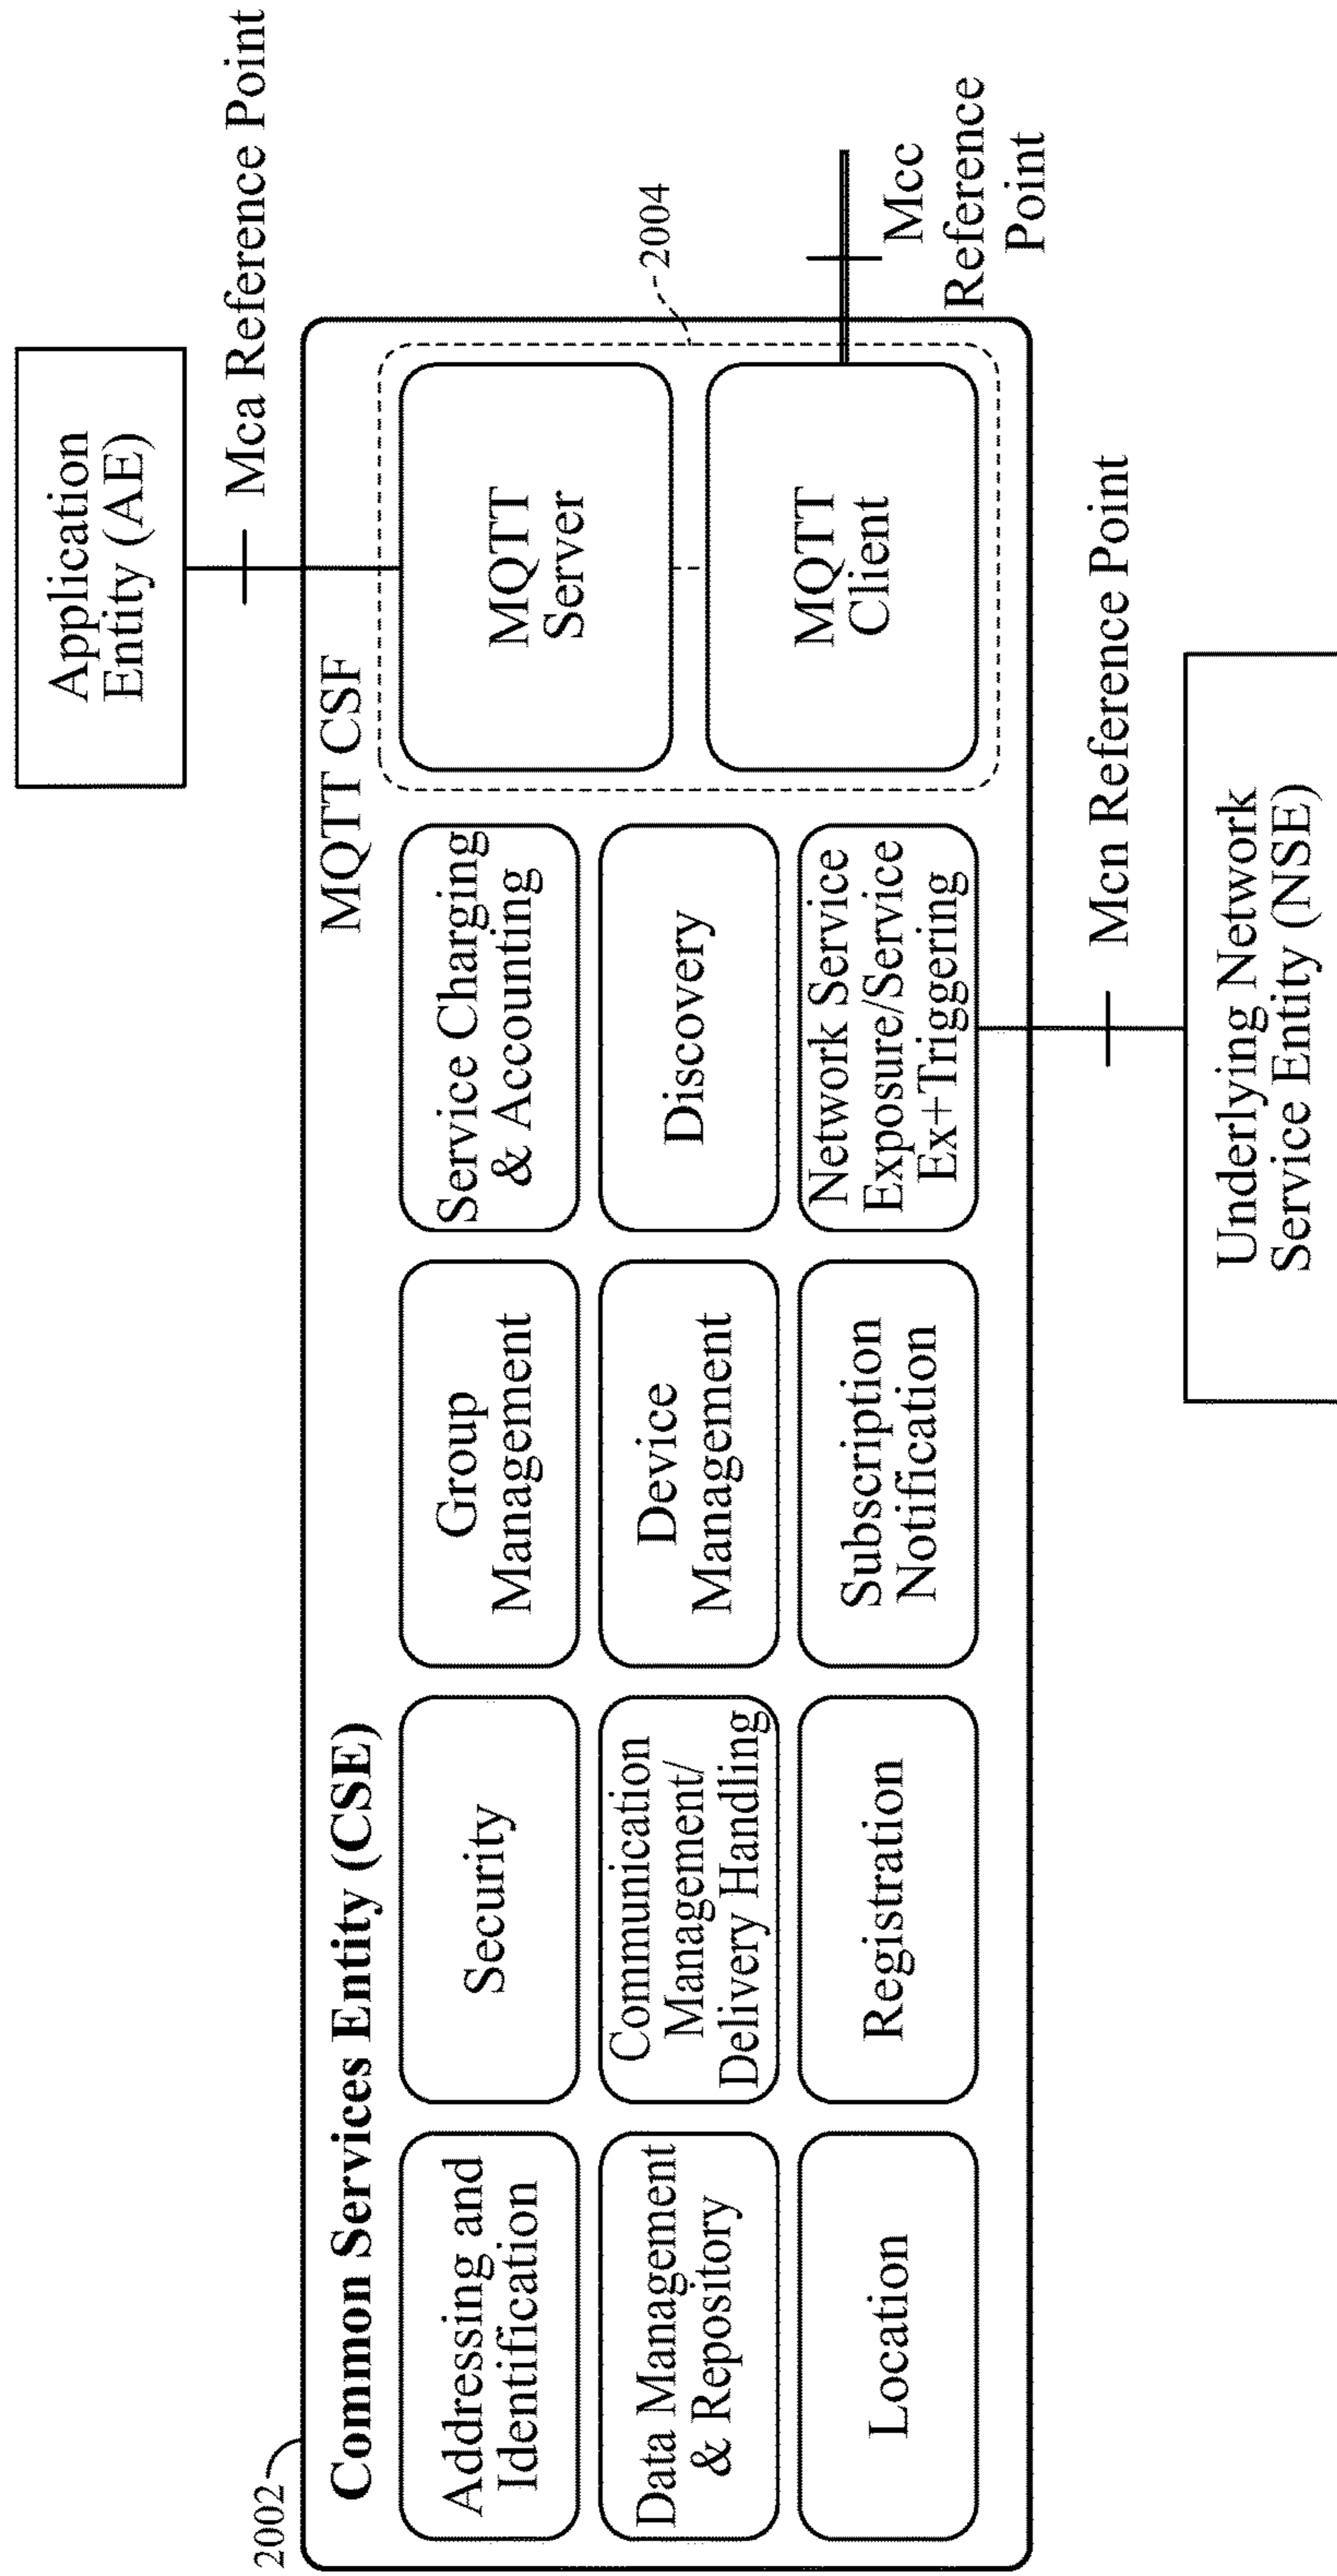 Application
Entity (AE)
Mca Reference Point
2002
Common Services Entity (CSE)
MQTT CSF
Addressing and
Identification
Security
Group
Management
Service Charging
& Accounting
MQTT
Server
2004
Data Management
& Repository
Communication
Management/
Delivery Handling
Device
Management
Discovery
Location
Registration
Subscription
Notification
Network Service
Exposure/Service
Ex+Triggering
MQTT
Client
Mcc
Reference
Point
Mcn Reference Point
Underlying Network
Service Entity (NSE)